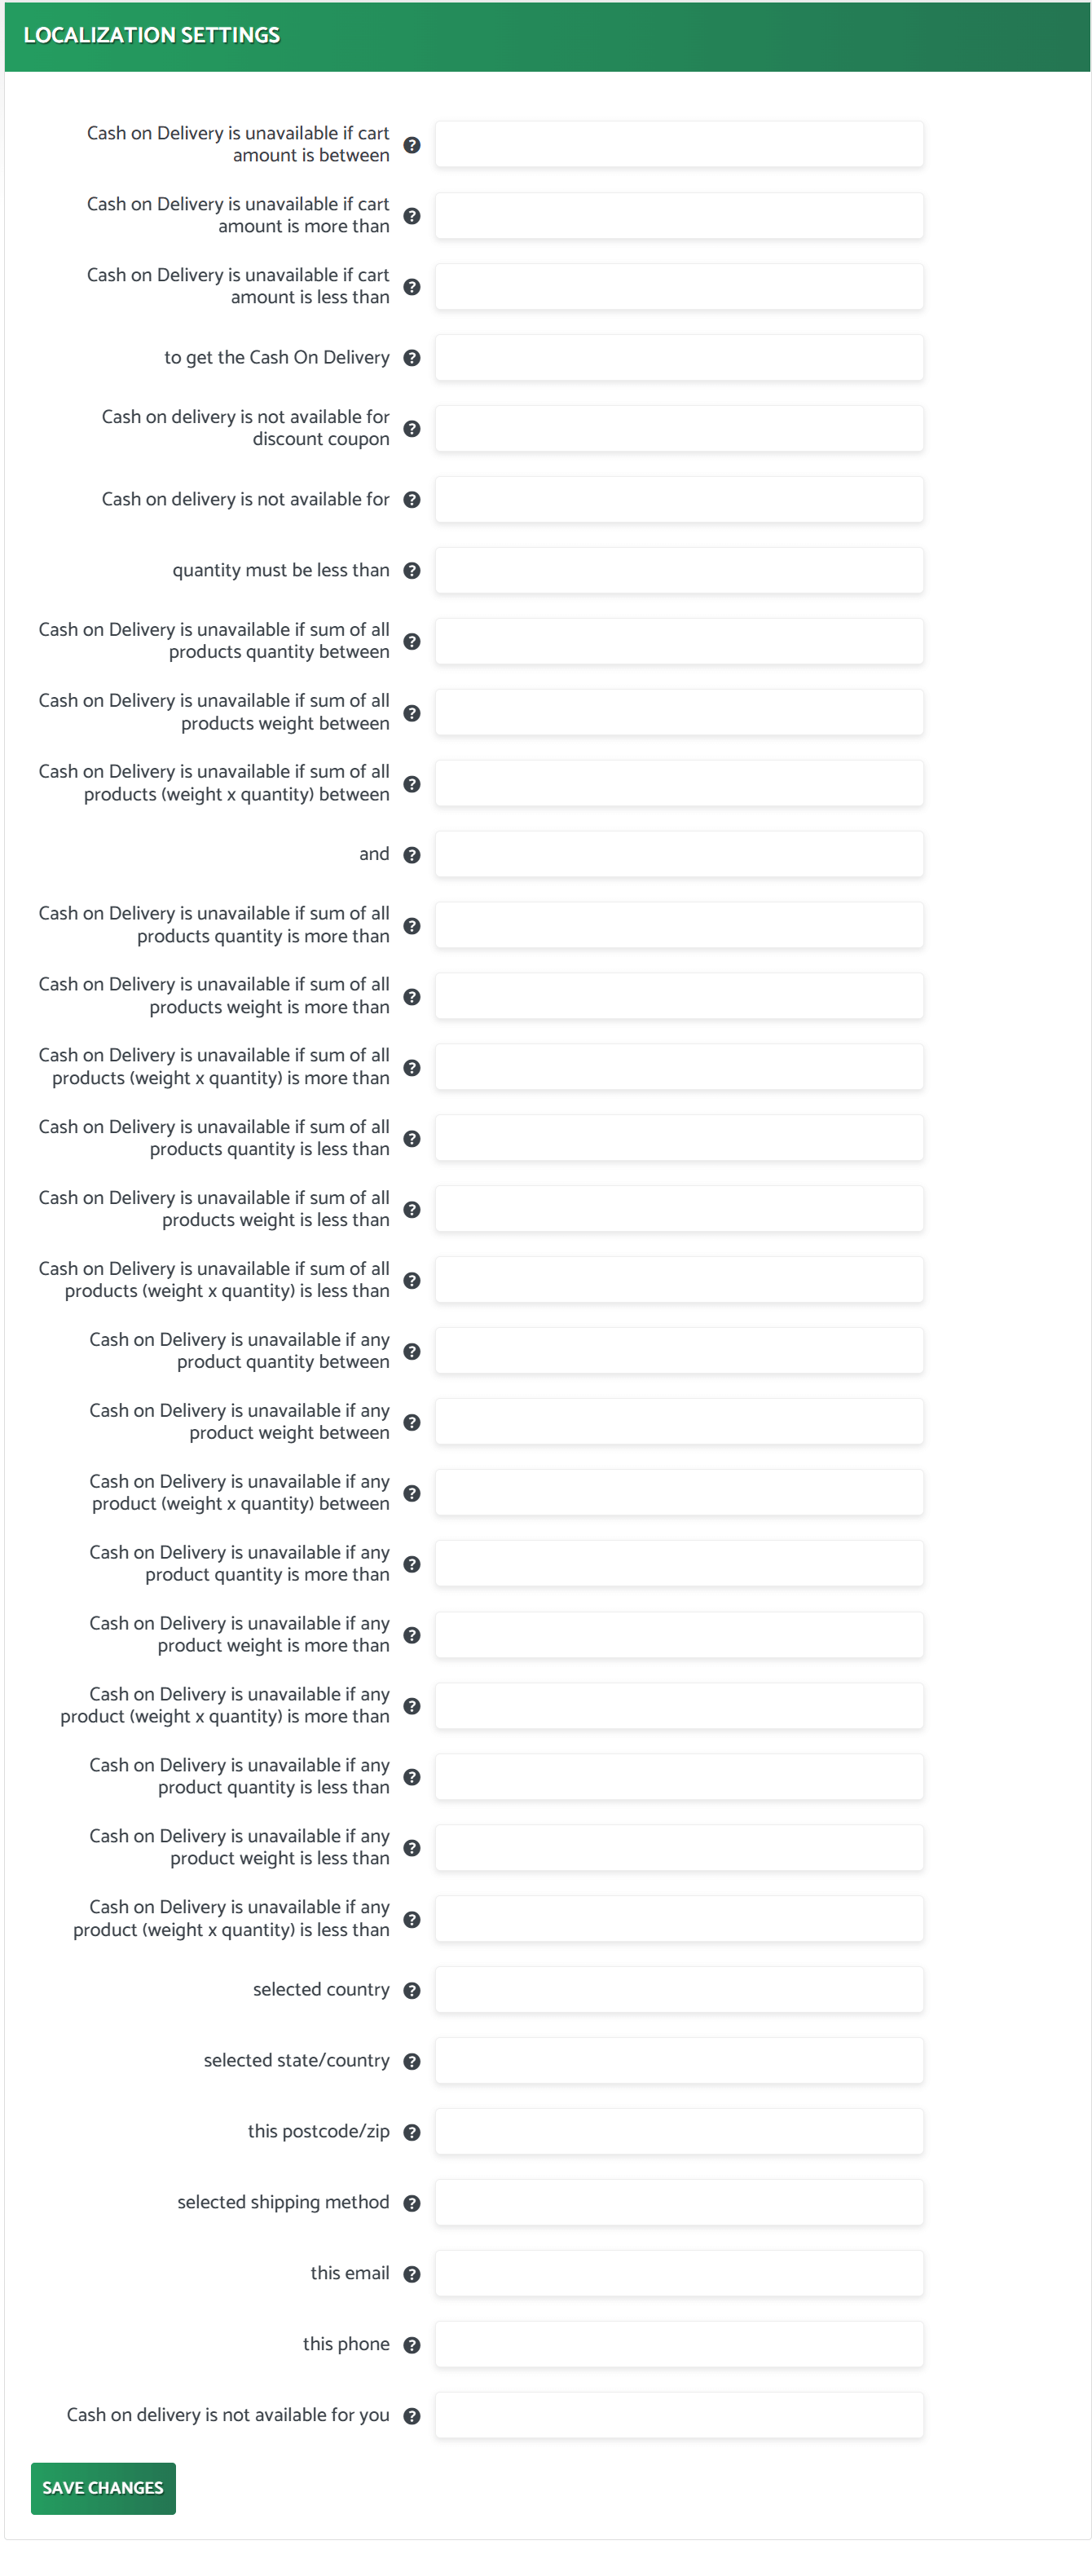 LOCALIZATION SETTINGS
Cash on Delivery is unavailable if cart
amount is between
Cash on Delivery is unavailable if cart
amount is more than
Cash on Delivery is unavailable if cart
amount is less than
to get the Cash On Delivery
Cash on delivery is not available for
discount coupon
Cash on delivery is not available for
quantity must be less than
Cash on Delivery is unavailable if sum of all
products quantity between
Cash on Delivery is unavailable if sum of all
products weight between
Cash on Delivery is unavailable if sum of all
products (weight x quantity) between
and
Cash on Delivery is unavailable if sum of all
products quantity is more than
Cash on Delivery is unavailable if sum of all
products weight is more than
Cash on Delivery is unavailable if sum of all
products (weight x quantity) is more than
Cash on Delivery is unavailable if sum of all
products quantity is less than
Cash on Delivery is unavailable if sum of all
products weight is less than
Cash on Delivery is unavailable if sum of all
products (weight x quantity) is less than
Cash on Delivery is unavailable if any
product quantity between
Cash on Delivery is unavailable if any
product weight between
Cash on Delivery is unavailable if any
product (weight x quantity) between
Cash on Delivery is unavailable if any
product quantity is more than
Cash on Delivery is unavailable if any
product weight is more than
Cash on Delivery is unavailable if any
product (weight x quantity) is more than
Cash on Delivery is unavailable if any
product quantity is less than
Cash on Delivery is unavailable if any
product weight is less than
Cash on Delivery is unavailable if any
product (weight x quantity) is less than
selected country
selected state/country
this postcode/zip
selected shipping method
this email
this phone
Cash on delivery is not available for you
SAVE CHANGES